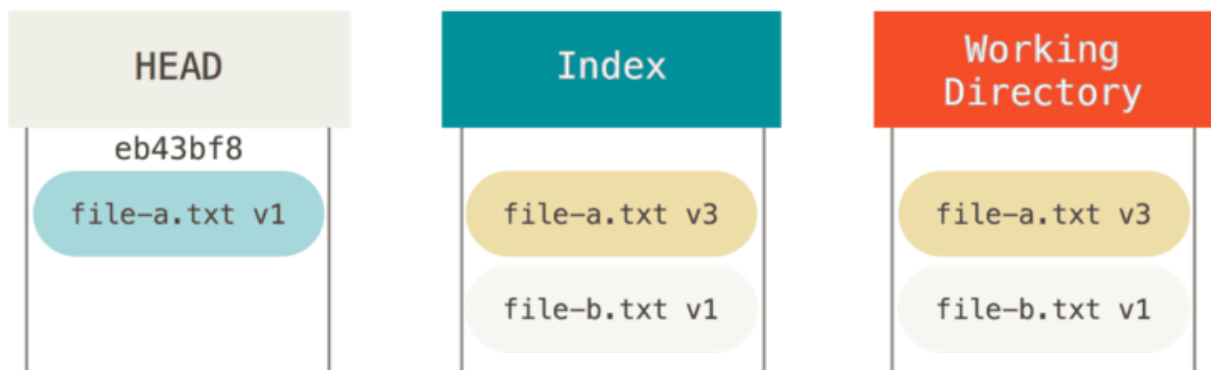 HEAD
Index
Working
Directory
eb43bf8
file-a.txt v1
file-a.txt v3
file-a.txt v3
file-b.txt v1
file-b.txt v1